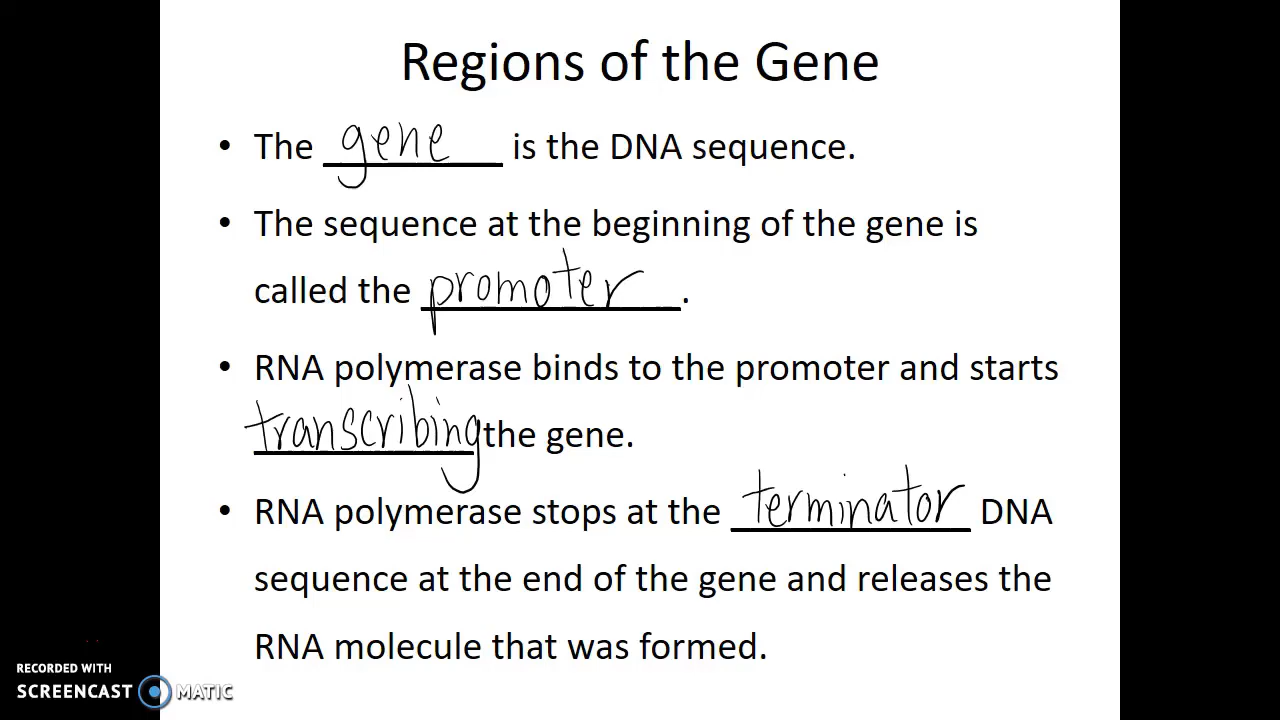 Regions of the Gene
• The gene is the DNA sequence.
• The sequence at the beginning of the gene is
called the promoter.
• RNA polymerase binds to the promoter and starts
transcribing the gene.
• RNA polymerase stops at the terminator DNA
sequence at the end of the gene and releases the
RNA molecule that was formed.
RECORDED WITH
SCREENCAST MATIC